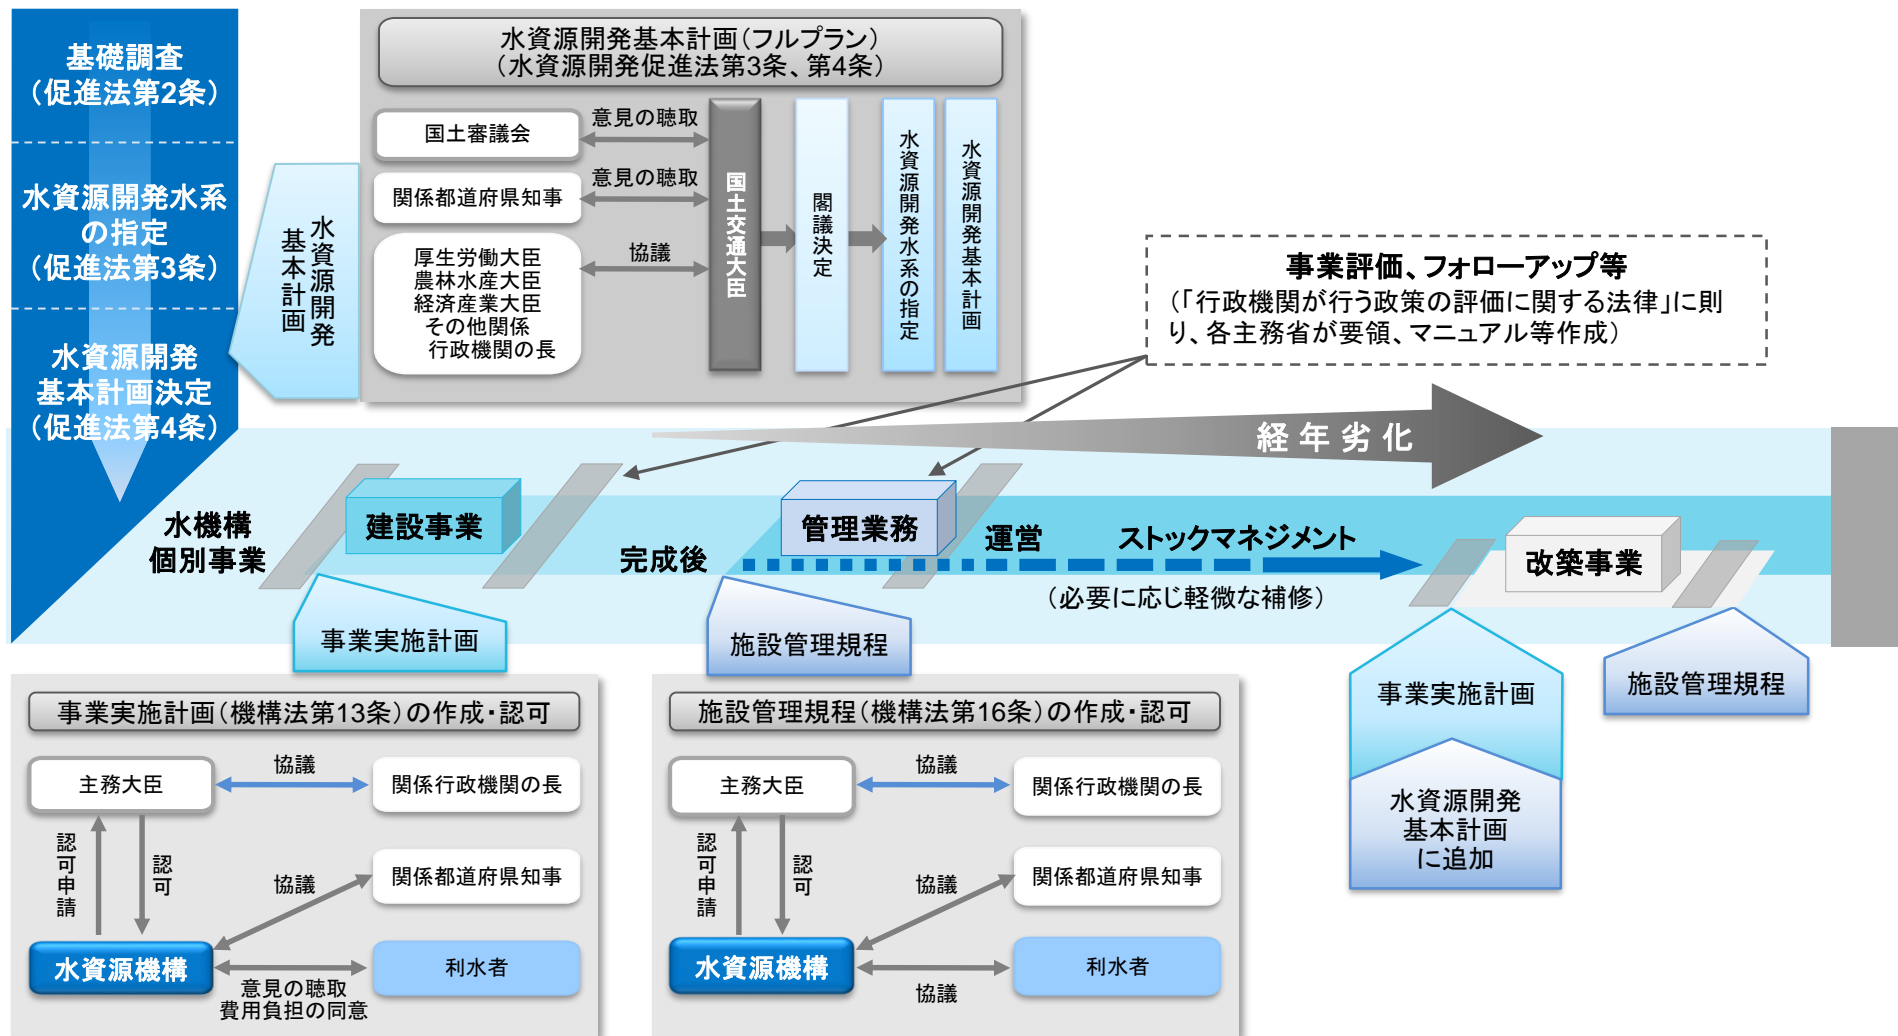 基礎調査
（促進法第2条）
水資源開発水系
の指定
（促進法第3条）
水資源開発
基本計画決定
（促進法第4条）
水資源開発
基本計画
水資源開発基本計画（フルプラン）
（水資源開発促進法第3条、第4条）
国土審議会
意見の聴取
関係都道府県知事
意見の聴取
厚生労働大臣
農林水産大臣
経済産業大臣
その他関係
行政機関の長
協議
国土交通大臣
閣議決定
水資源開発水系の指定
水資源開発基本計画
事業評価、フォローアップ等
（「行政機関が行う政策の評価に関する法律」に則
り、各主務省が要領、マニュアル等作成）
経年劣化
水機構
個別事業
建設事業
完成後
管理業務
運営
ストックマネジメント
（必要に応じ軽微な補修）
改築事業
事業実施計画
施設管理規程
事業実施計画
水資源開発
基本計画
に追加
施設管理規程
事業実施計画（機構法第13条）の作成・認可
主務大臣
協議
関係行政機関の長
認可申請
認可
協議
関係都道府県知事
水資源機構
利水者
意見の聴取
費用負担の同意
施設管理規程（機構法第16条）の作成・認可
主務大臣
協議
関係行政機関の長
認可申請
認可
協議
関係都道府県知事
水資源機構
利水者
協議